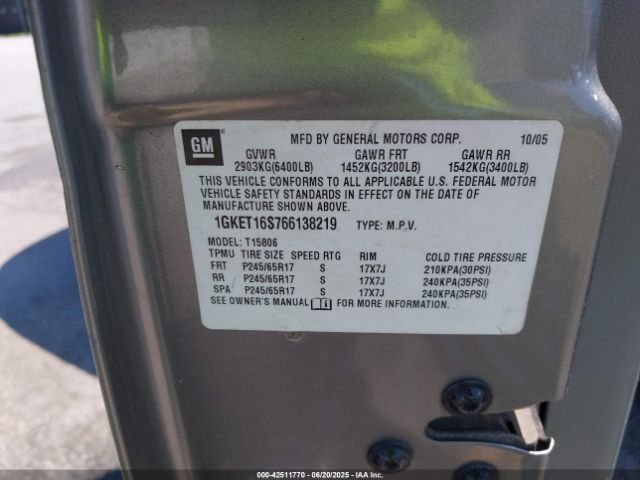 GM
MFD BY GENERAL MOTORS CORP. 10/05
GVWR GAWR FRT GAWR RR
2903KG(6400LB) 1452KG(3200LB) 1542KG(3400LB)
THIS VEHICLE CONFORMS TO ALL APPLICABLE U.S. FEDERAL MOTOR
VEHICLE SAFETY STANDARDS IN EFFECT ON THE DATE OF
MANUFACTURE SHOWN ABOVE.
1GKET16S766138219 TYPE: M.P.V.
MODEL: T15806
TPMU TIRE SIZE SPEED RTG RIM COLD TIRE PRESSURE
FRT P245/65R17 S 17X7J 210KPA(30PSI)
RR P245/65R17 S 17X7J 240KPA(35PSI)
SPA P245/65R17 S 17X7J 240KPA(35PSI)
SEE OWNER'S MANUAL FOR MORE INFORMATION.
000-42511770 - 06/20/2025 - IAAI.COM